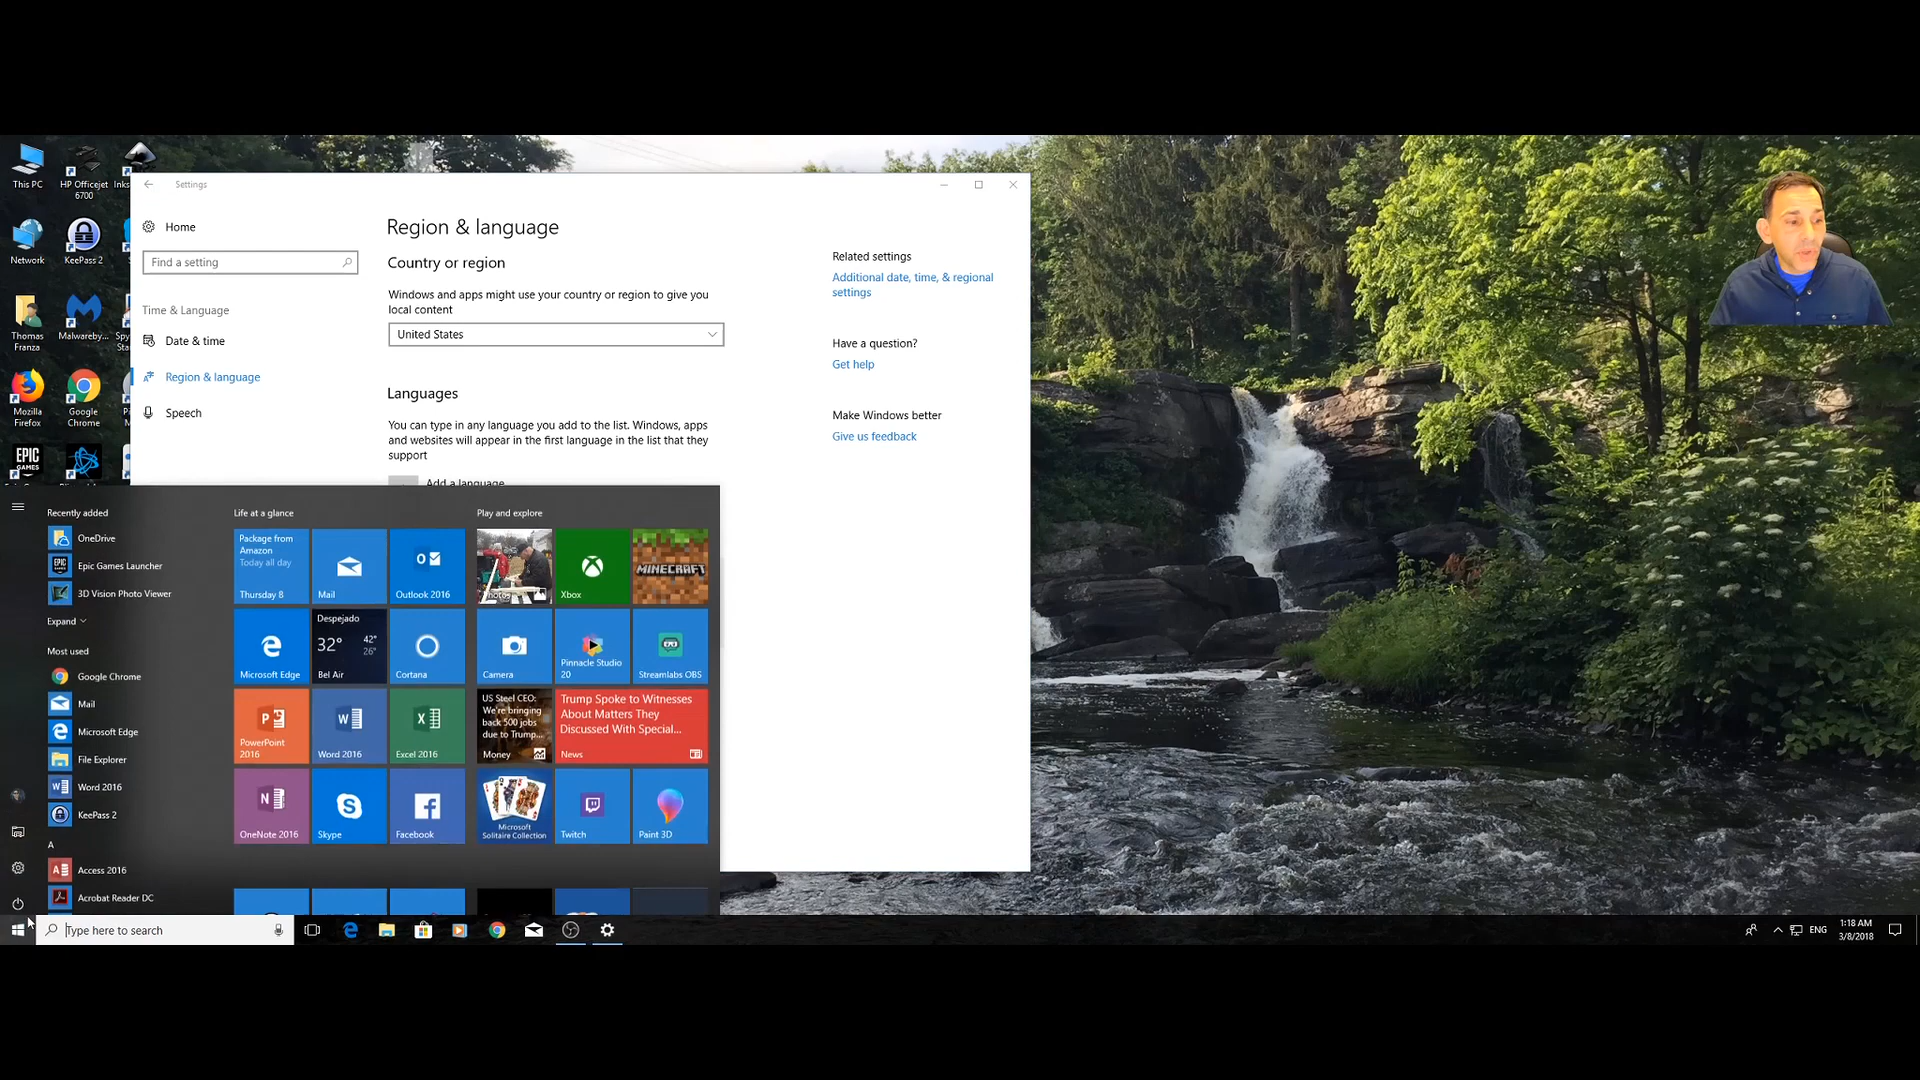 This PC
HP Officejet
6700
Inks
Network
KeePass 2
Thomas
Franza
Malwareby...
Spy
Star
Mozilla
Firefox
Google
Chrome
EPIC
GAMES
Settings
Home
Find a setting
Time & Language
Date & time
Region & language
Speech
Region & language
Country or region
Windows and apps might use your country or region to give you
local content
United States
Languages
You can type in any language you add to the list. Windows, apps
and websites will appear in the first language in the list that they
support
Add a language
Related settings
Additional date, time, & regional
settings
Have a question?
Get help
Make Windows better
Give us feedback
Recently added
OneDrive
Epic Games Launcher
3D Vision Photo Viewer
Expand
Most used
Google Chrome
Mail
Microsoft Edge
File Explorer
Word 2016
KeePass 2
A
Access 2016
Acrobat Reader DC
Life at a glance
Package from
Amazon
Today all day
Thursday 8
Mail
Outlook 2016
Microsoft Edge
Despejado
32°
42°
26°
Bel Air
Cortana
PowerPoint
2016
Word 2016
Excel 2016
OneNote 2016
Skype
Facebook
Play and explore
Photos
Xbox
MINECRAFT
Camera
Pinnacle Studio
20
Streamlabs OBS
US Steel CEO:
We're bringing
back 500 jobs
due to Trump...
Money
Trump Spoke to Witnesses
About Matters They
Discussed With Special...
News
Microsoft
Solitaire Collection
Twitch
Paint 3D
Type here to search
ENG
1:18 AM
3/8/2018